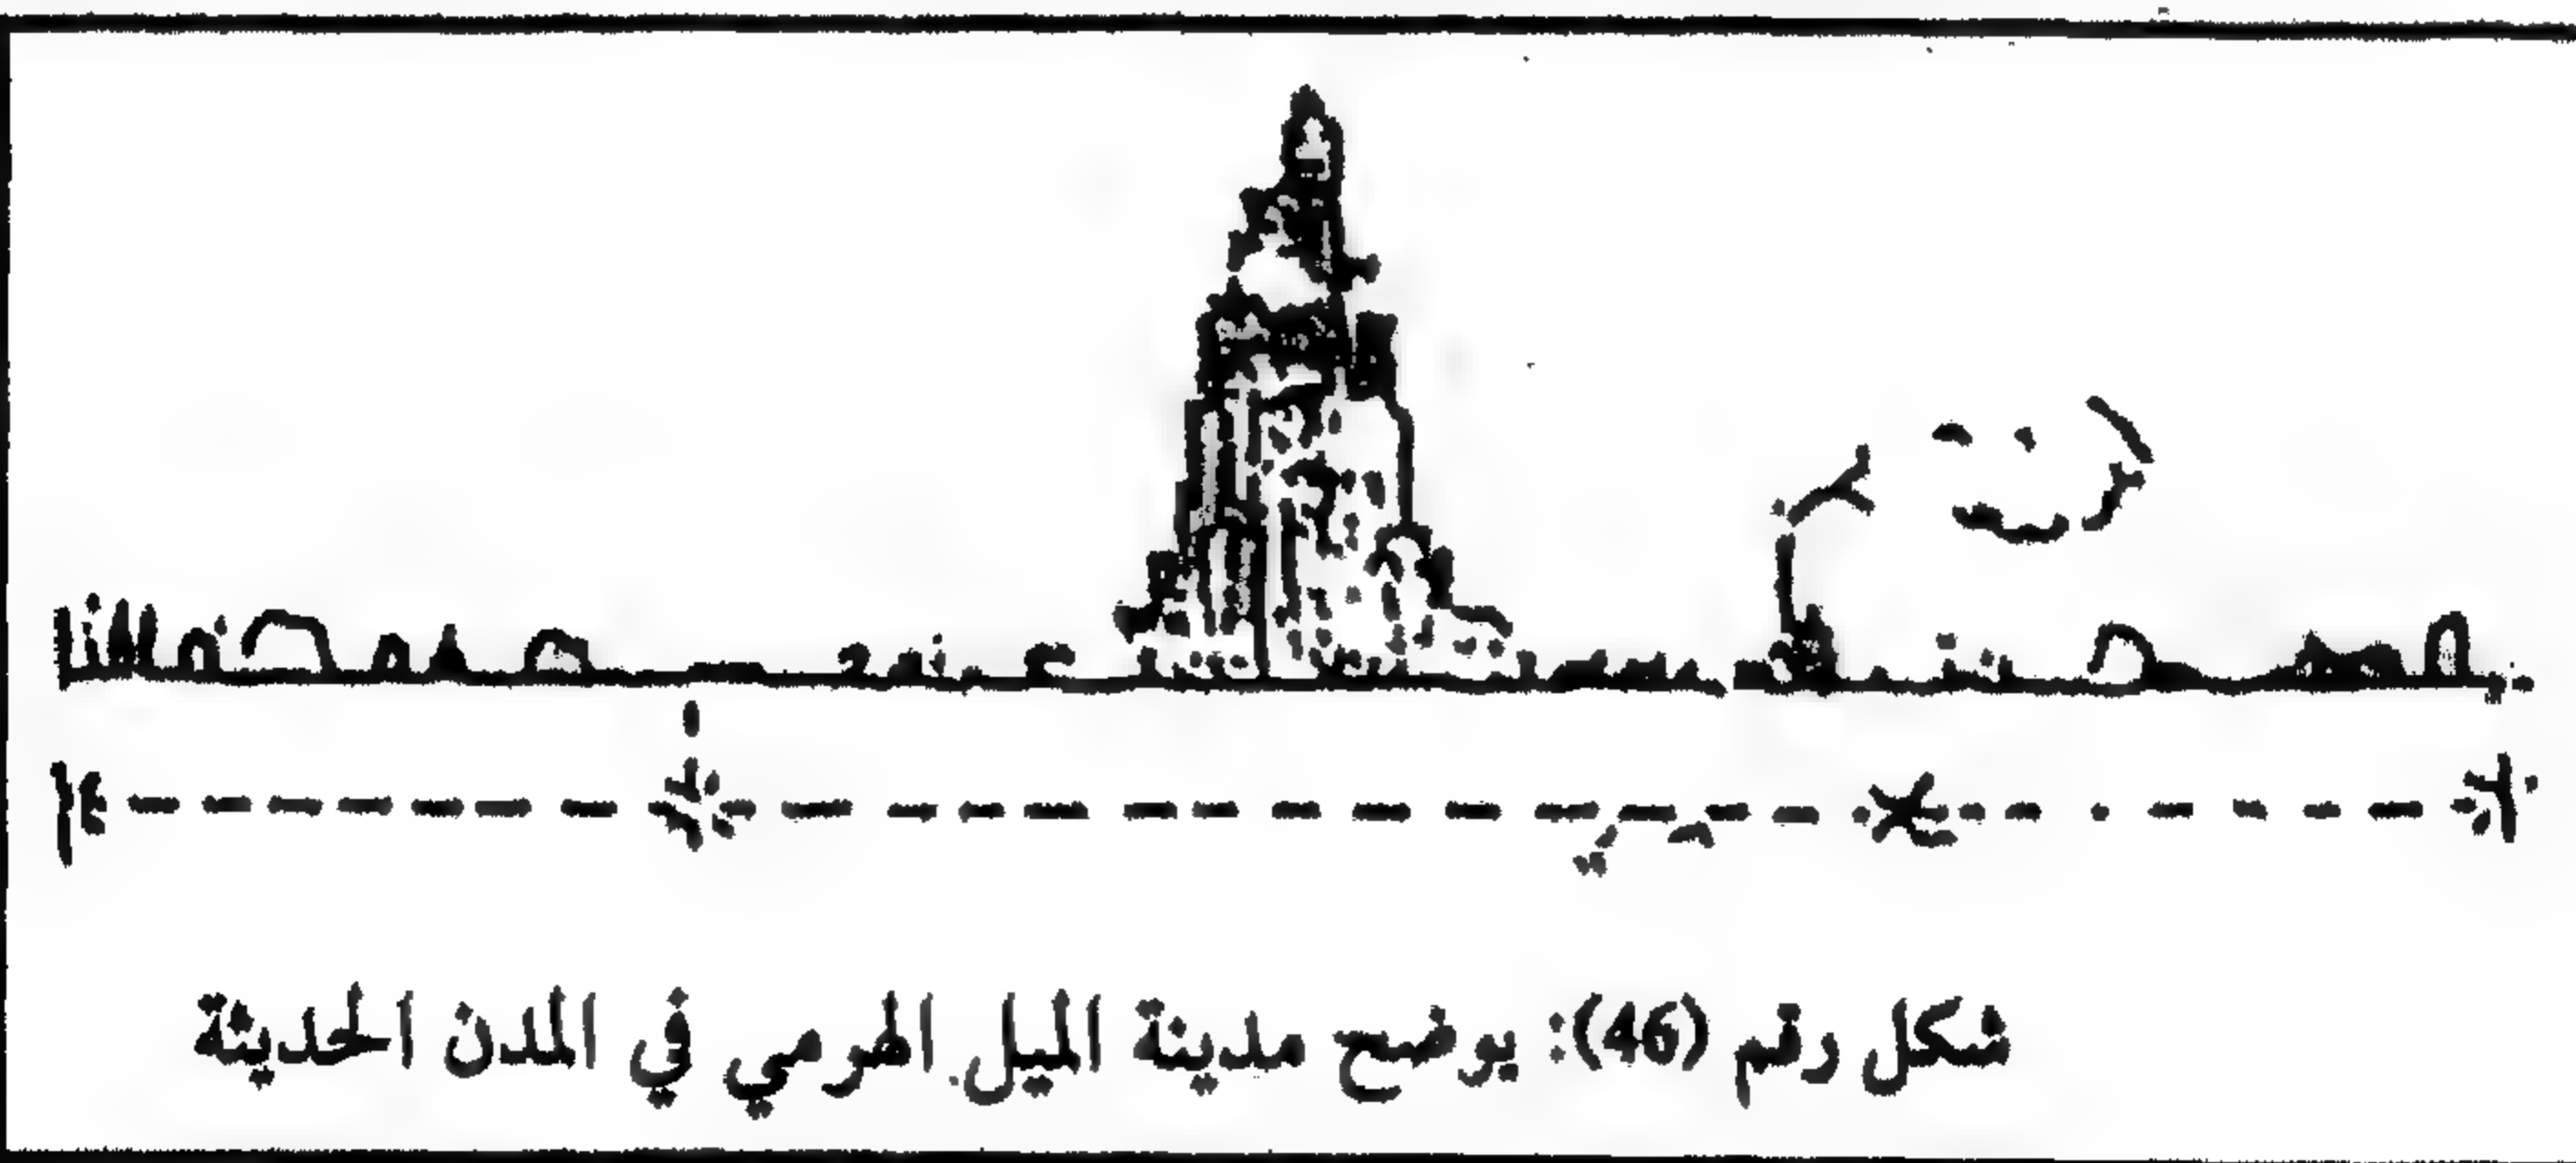 شكل رقم (46): يوضح مدينة الميل الهرمي في المدن الحديثة